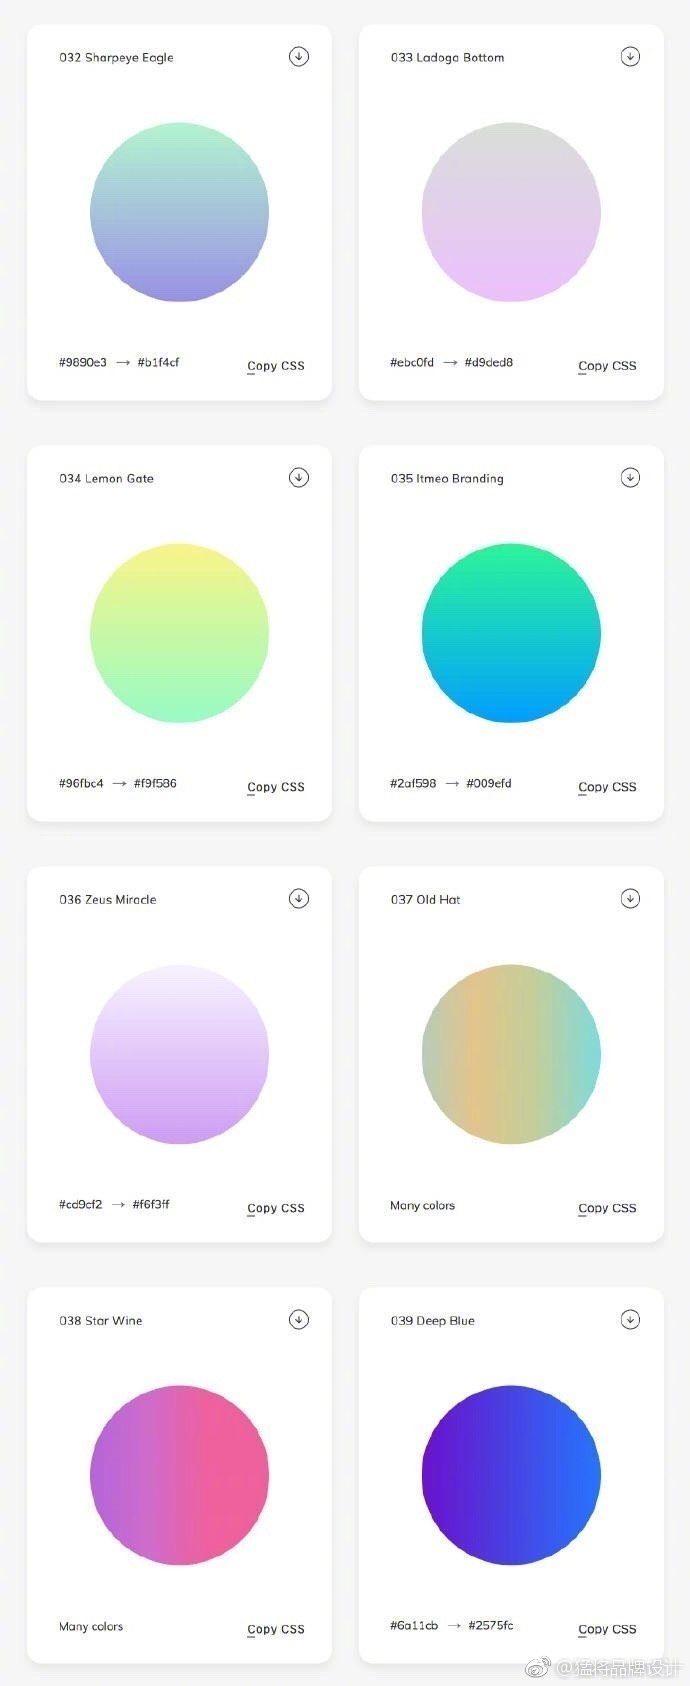 032 Sharpeye Eagle
033 Ladoga Bottom
#9890e3 → #b1f4cf
Copy CSS
#ebc0fd → #d9ded8
Copy CSS
034 Lemon Gate
035 Itmeo Branding
#96fbc4 → #f9f586
Copy CSS
#2af598 → #009efd
Copy CSS
036 Zeus Miracle
037 Old Hat
#cd9cf2 → #f6f3ff
Copy CSS
Many colors
Copy CSS
038 Star Wine
039 Deep Blue
Many colors
Copy CSS
#6a11cb → #2575fc
Copy CSS
@猛将品牌设计